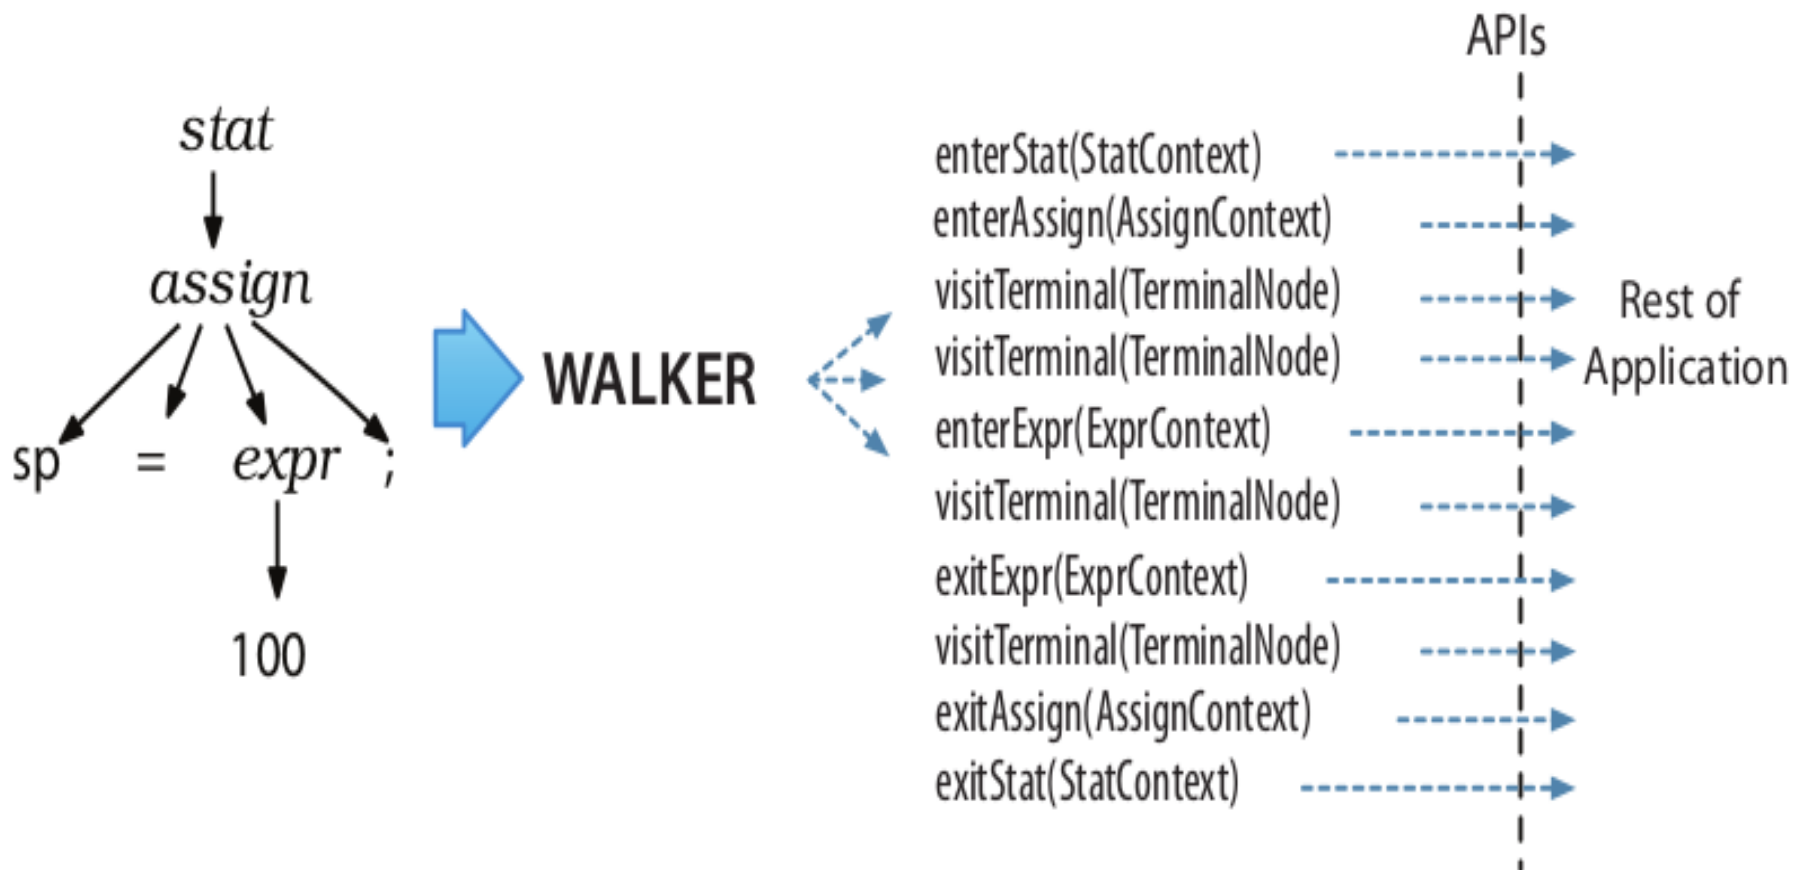 stat
assign
sp = expr ;
100
WALKER
enterStat(StatContext)
enterAssign(AssignContext)
visitTerminal(TerminalNode)
visitTerminal(TerminalNode)
enterExpr(ExprContext)
visitTerminal(TerminalNode)
exitExpr(ExprContext)
visitTerminal(TerminalNode)
exitAssign(AssignContext)
exitStat(StatContext)
APIs
Rest of
Application